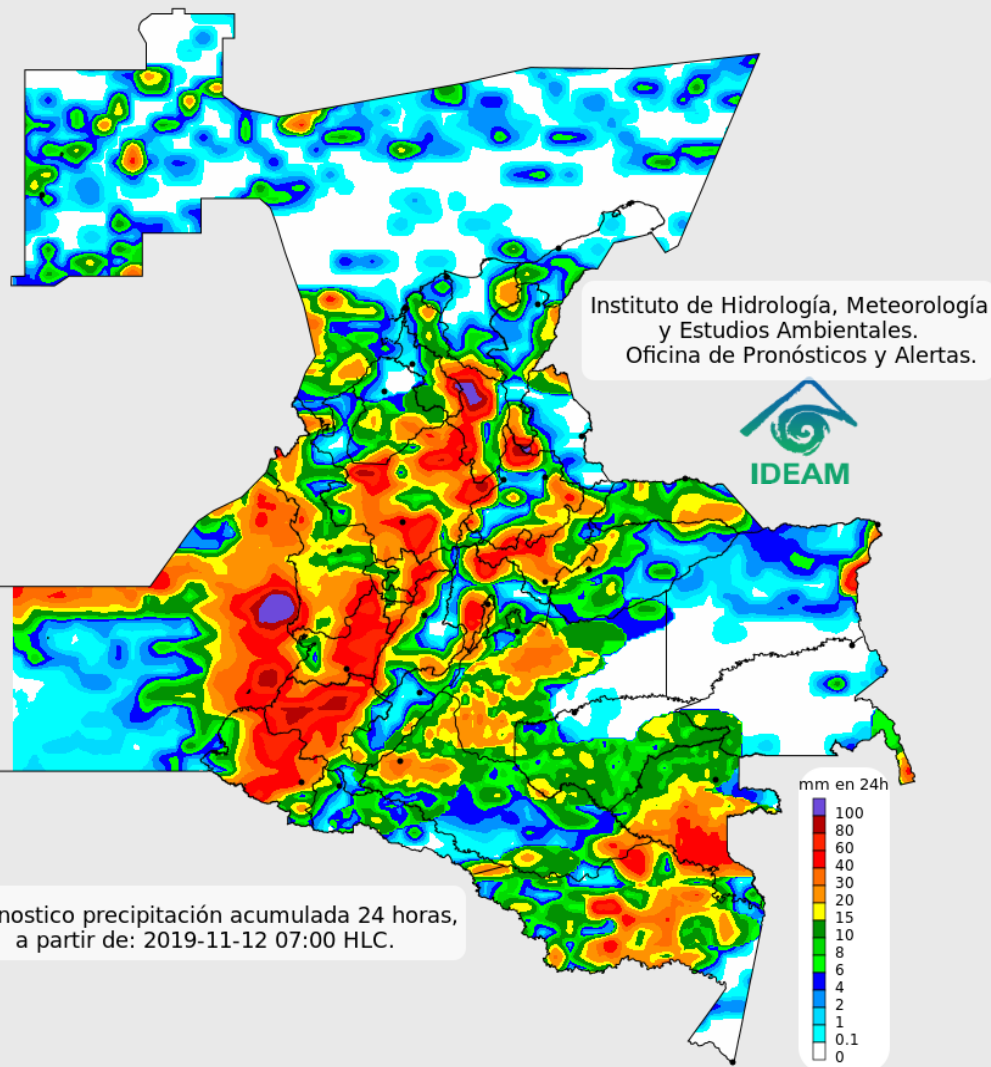 Instituto de Hidrología, Meteorología
y Estudios Ambientales.
Oficina de Pronósticos y Alertas.
IDEAM
mm en 24h
100
80
60
40
30
20
15
10
8
6
4
2
1
0.1
0
nostico precipitación acumulada 24 horas,
a partir de: 2019-11-12 07:00 HLC.